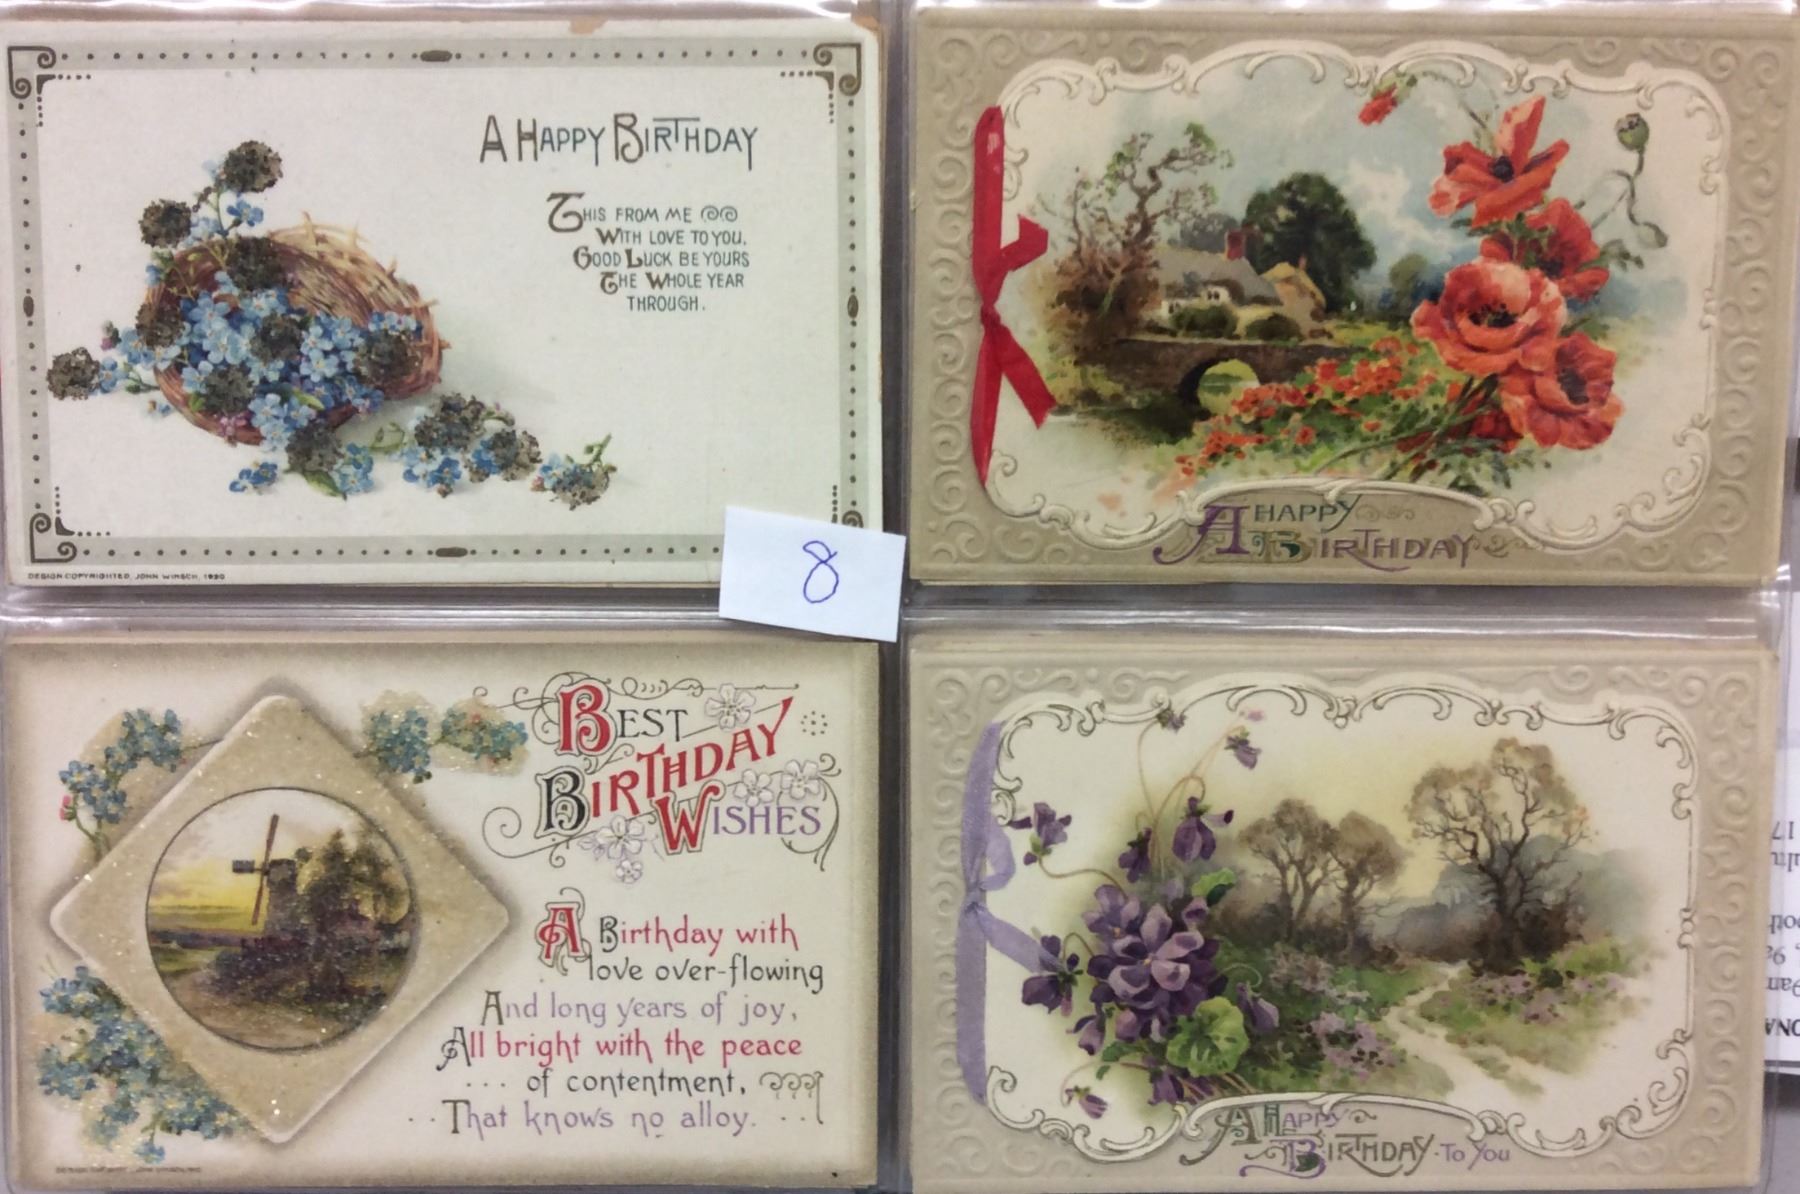 A HAPPY BIRTHDAY
THIS FROM ME
WITH LOVE TO YOU,
GOOD LUCK BE YOURS
THE WHOLE YEAR
THROUGH.
DESIGN COPYRIGHTED, JOHN WINSCH, 1910
8
A HAPPY
BIRTHDAY
BEST
BIRTHDAY
WISHES
A Birthday with
love over-flowing
And long years of joy,
All bright with the peace
... of contentment,
..That knows no alloy. ...
A HAPPY
BIRTHDAY · To You